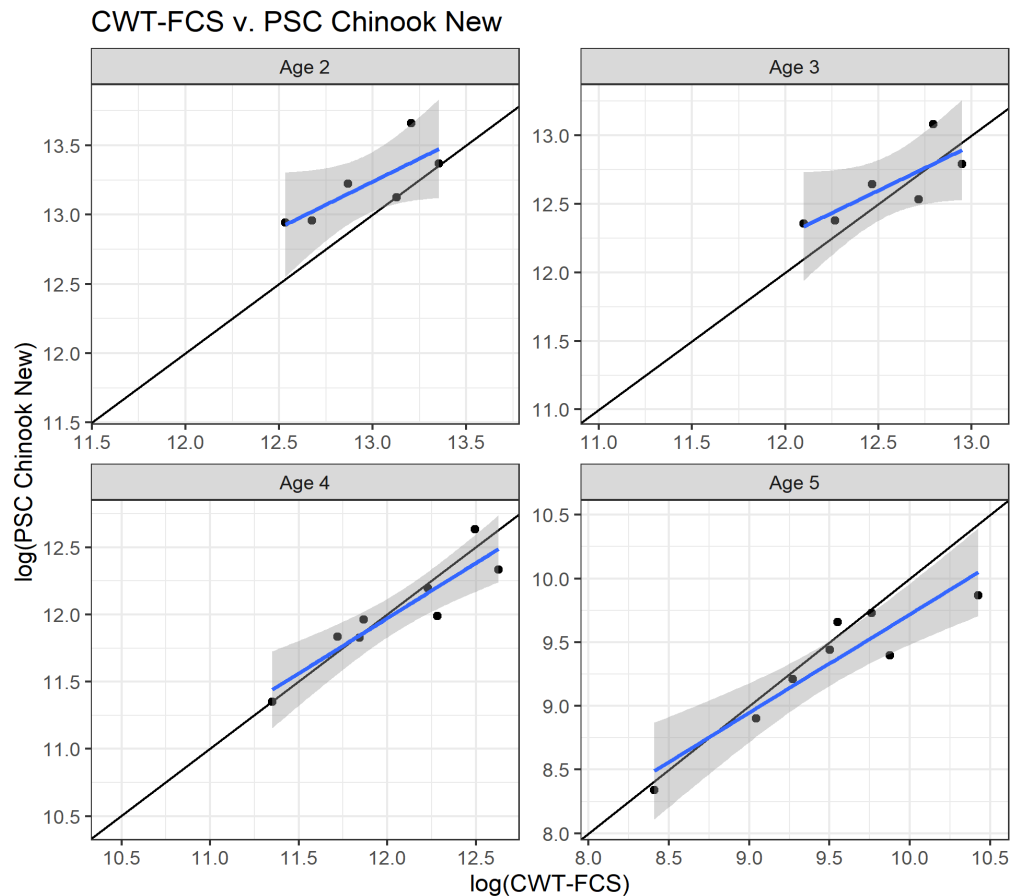 CWT-FCS v. PSC Chinook New
Age 2
Age 3
13.5
13.0
12.5
12.0
11.5
11.5 12.0 12.5 13.0 13.5
13.0
12.5
12.0
11.5
11.0
11.0 11.5 12.0 12.5 13.0
log(PSC Chinook New)
Age 4
Age 5
12.5
12.0
11.5
11.0
10.5
10.5 11.0 11.5 12.0 12.5
10.5
10.0
9.5
9.0
8.5
8.0
8.0 8.5 9.0 9.5 10.0 10.5
log(CWT-FCS)